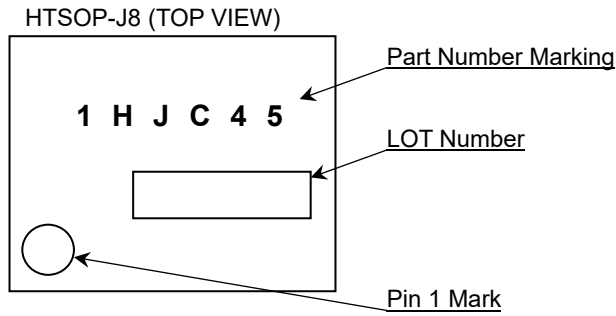 HTSOP-J8 (TOP VIEW)
Part Number Marking
1 H J C 4 5
LOT Number
Pin 1 Mark